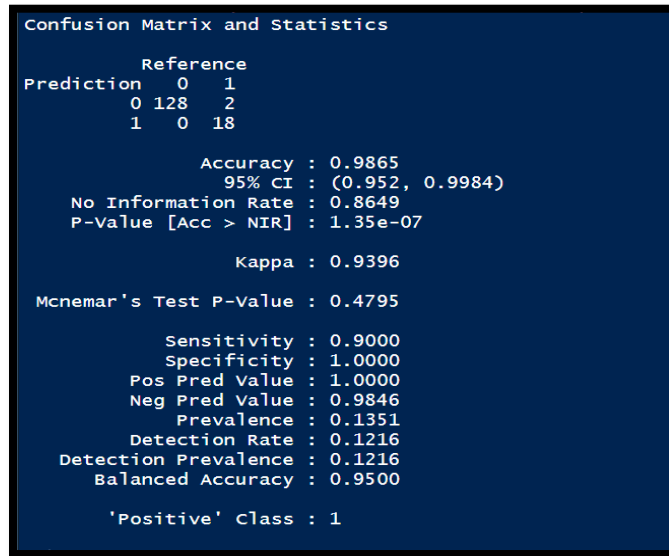 Confusion Matrix and Statistics
Reference
Prediction 0 1
0 128 2
1 0 18
Accuracy : 0.9865
95% CI : (0.952, 0.9984)
No Information Rate : 0.8649
P-Value [Acc > NIR] : 1.35e-07
Kappa : 0.9396
Mcnemar's Test P-Value : 0.4795
Sensitivity : 0.9000
Specificity : 1.0000
Pos Pred Value : 1.0000
Neg Pred Value : 0.9846
Prevalence : 0.1351
Detection Rate : 0.1216
Detection Prevalence : 0.1216
Balanced Accuracy : 0.9500
'Positive' Class : 1